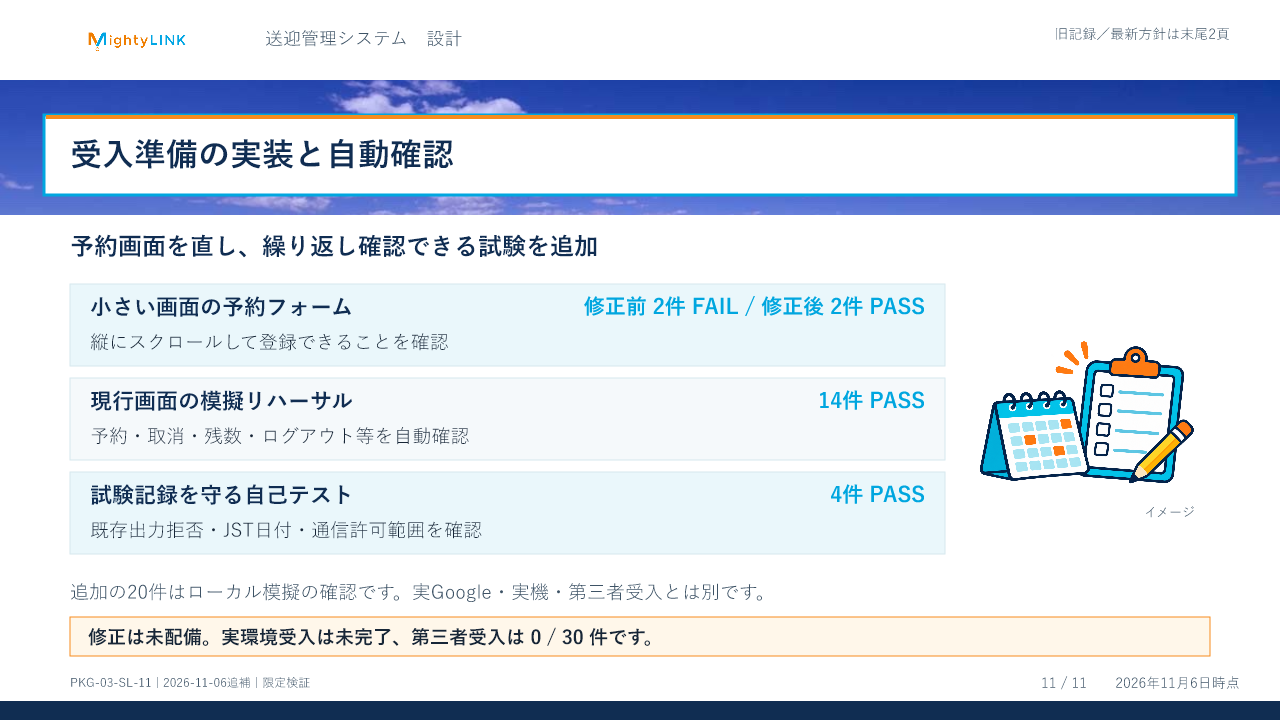 MightyLINK
送迎管理システム 設計
旧記録／最新方針は末尾2頁
受入準備の実装と自動確認
予約画面を直し、繰り返し確認できる試験を追加
小さい画面の予約フォーム
修正前 2件 FAIL / 修正後 2件 PASS
縦にスクロールして登録できることを確認
現行画面の模擬リハーサル
14件 PASS
予約・取消・残数・ログアウト等を自動確認
試験記録を守る自己テスト
4件 PASS
既存出力拒否・JST日付・通信許可範囲を確認
イメージ
追加の20件はローカル模擬の確認です。実Google・実機・第三者受入とは別です。
修正は未配備。実環境受入は未完了、第三者受入は 0 / 30 件です。
PKG-03-SL-11 | 2026-11-06追補 | 限定検証
11 / 11
2026年11月6日時点